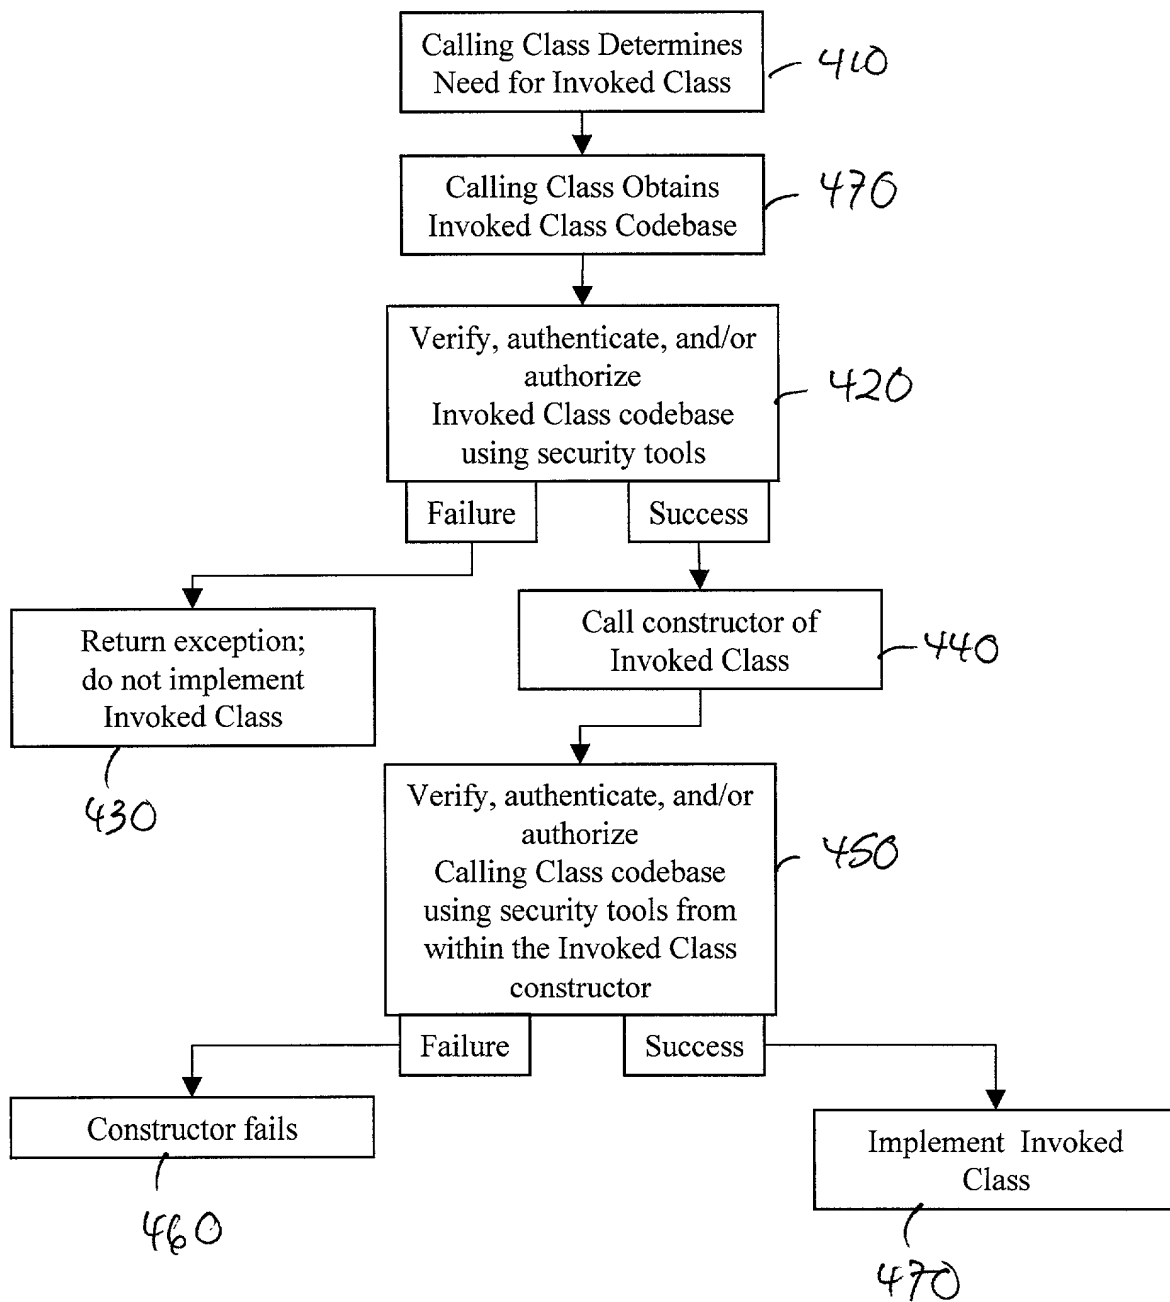 Calling Class Determines
Need for Invoked Class
410
Calling Class Obtains
Invoked Class Codebase
470
Verify, authenticate, and/or
authorize
Invoked Class codebase
using security tools
420
Failure
Success
Return exception;
do not implement
Invoked Class
430
Call constructor of
Invoked Class
440
Verify, authenticate, and/or
authorize
Calling Class codebase
using security tools from
within the Invoked Class
constructor
450
Failure
Success
Constructor fails
460
Implement Invoked
Class
470